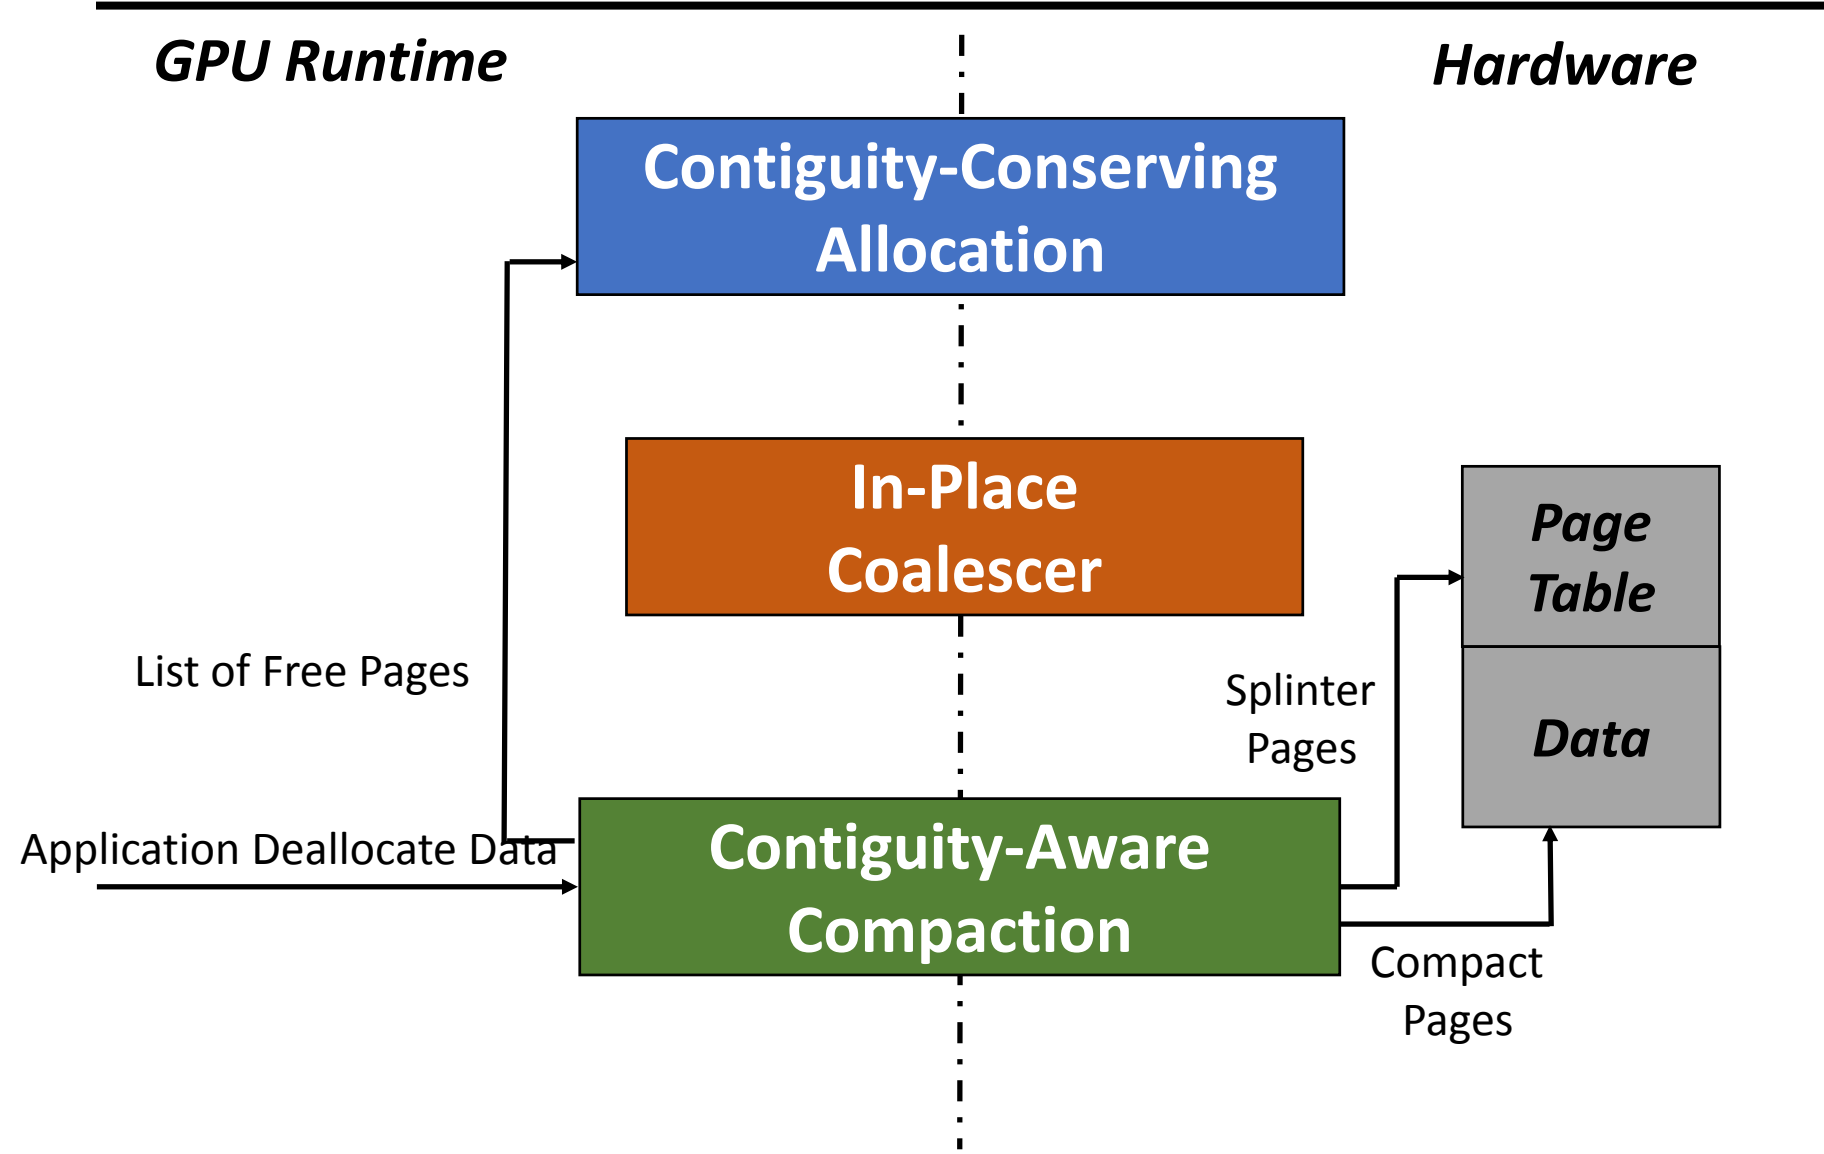 GPU Runtime
Hardware
Contiguity-Conserving
Allocation
In-Place
Coalescer
Page
Table
List of Free Pages
Splinter
Pages
Data
Application Deallocate Data
Contiguity-Aware
Compaction
Compact
Pages